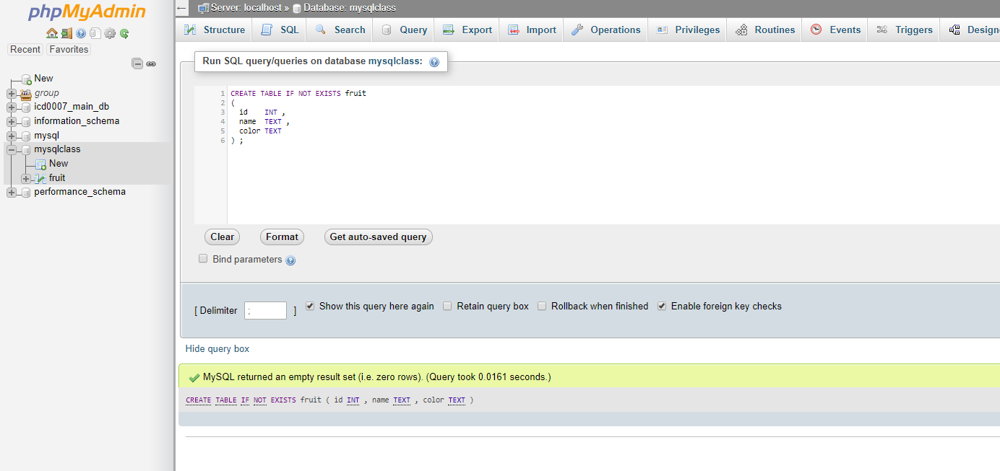 phpMyAdmin
Recent Favorites
New
group
icd0007_main_db
information_schema
mysql
mysqlclass
New
fruit
performance_schema
← Server: localhost » Database: mysqlclass
Structure SQL Search Query Export Import Operations Privileges Routines Events Triggers Design
Run SQL query/queries on database mysqlclass:
1 CREATE TABLE IF NOT EXISTS fruit
2 (
3 id INT ,
4 name TEXT ,
5 color TEXT
6 ) ;
Clear Format Get auto-saved query
Bind parameters
[ Delimiter ; ] Show this query here again Retain query box Rollback when finished Enable foreign key checks
Hide query box
MySQL returned an empty result set (i.e. zero rows). (Query took 0.0161 seconds.)
CREATE TABLE IF NOT EXISTS fruit ( id INT , name TEXT , color TEXT )